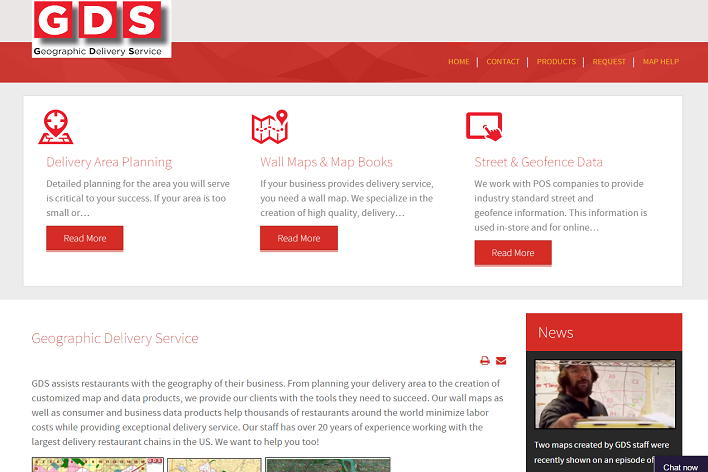 GDS
Geographic Delivery Service
HOME
CONTACT
PRODUCTS
REQUEST
MAP HELP
Delivery Area Planning
Detailed planning for the area you will serve
is critical to your success. If your area is too
small or…
Read More
Wall Maps & Map Books
If your business provides delivery service,
you need a wall map. We specialize in the
creation of high quality, delivery…
Read More
Street & Geofence Data
We work with POS companies to provide
industry standard street and
geofence information. This information is
used in-store and for online…
Read More
Geographic Delivery Service
GDS assists restaurants with the geography of their business. From planning your delivery area to the creation of
customized map and data products, we provide our clients with the tools they need to succeed. Our wall maps as
well as consumer and business data products help thousands of restaurants around the world minimize labor
costs while providing exceptional delivery service. Our staff has over 20 years of experience working with the
largest delivery restaurant chains in the US. We want to help you too!
News
Two maps created by GDS staff were
recently shown on an episode of
Chat now